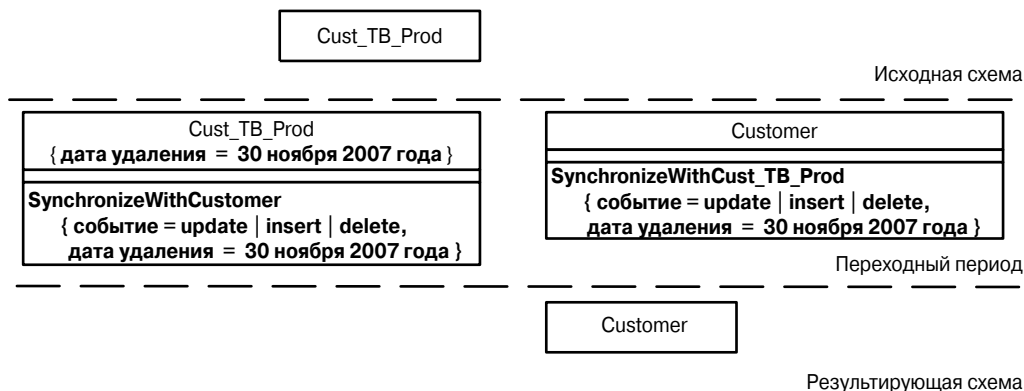 Cust_TB_Prod
Исходная схема
Cust_TB_Prod
{ дата удаления = 30 ноября 2007 года }
SynchronizeWithCustomer
{ событие = update | insert | delete,
дата удаления = 30 ноября 2007 года }
Customer
SynchronizeWithCust_TB_Prod
{ событие = update | insert | delete,
дата удаления = 30 ноября 2007 года }
Переходный период
Customer
Результирующая схема